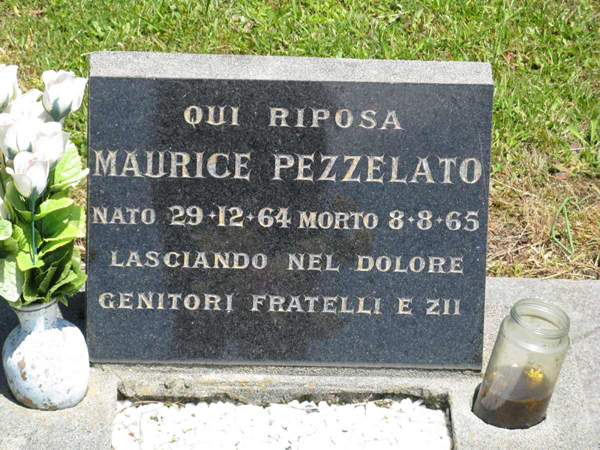 QUI RIPOSA
MAURICE PEZZELATO
NATO 29·12·64 MORTO 8·8·65
LASCIANDO NEL DOLORE
GENITORI FRATELLI E ZII